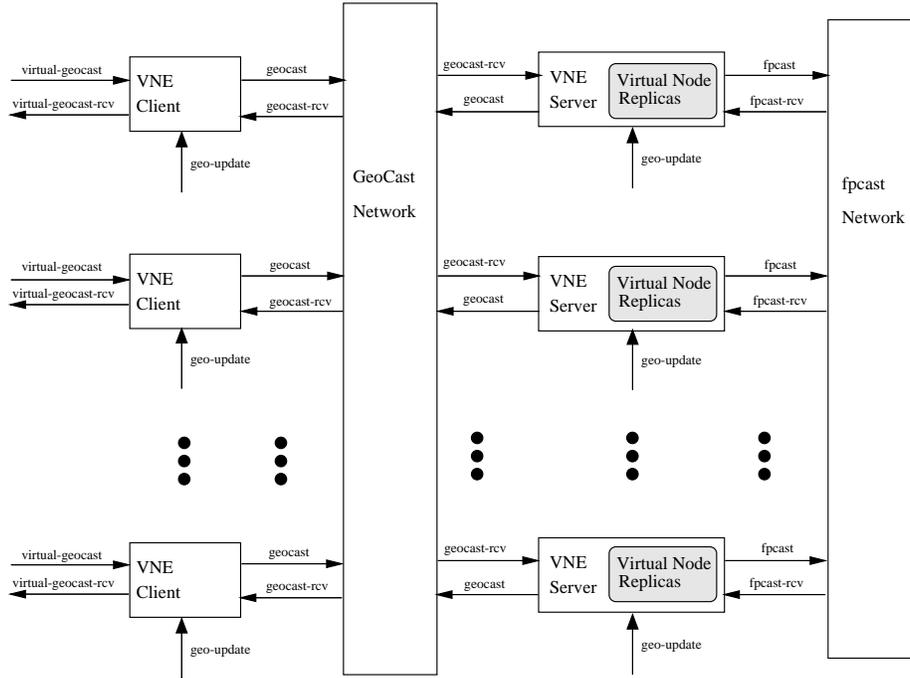 virtual-geocast
virtual-geocast-rcv
VNE
Client
geo-update
geocast
geocast-rcv
GeoCast
Network
geocast-rcv
geocast
VNE
Server
Virtual Node
Replicas
geo-update
fpcast
fpcast-rcv
fpcast
Network
virtual-geocast
virtual-geocast-rcv
VNE
Client
geo-update
geocast
geocast-rcv
geocast-rcv
geocast
VNE
Server
Virtual Node
Replicas
geo-update
fpcast
fpcast-rcv
virtual-geocast
virtual-geocast-rcv
VNE
Client
geo-update
geocast
geocast-rcv
geocast-rcv
geocast
VNE
Server
Virtual Node
Replicas
geo-update
fpcast
fpcast-rcv